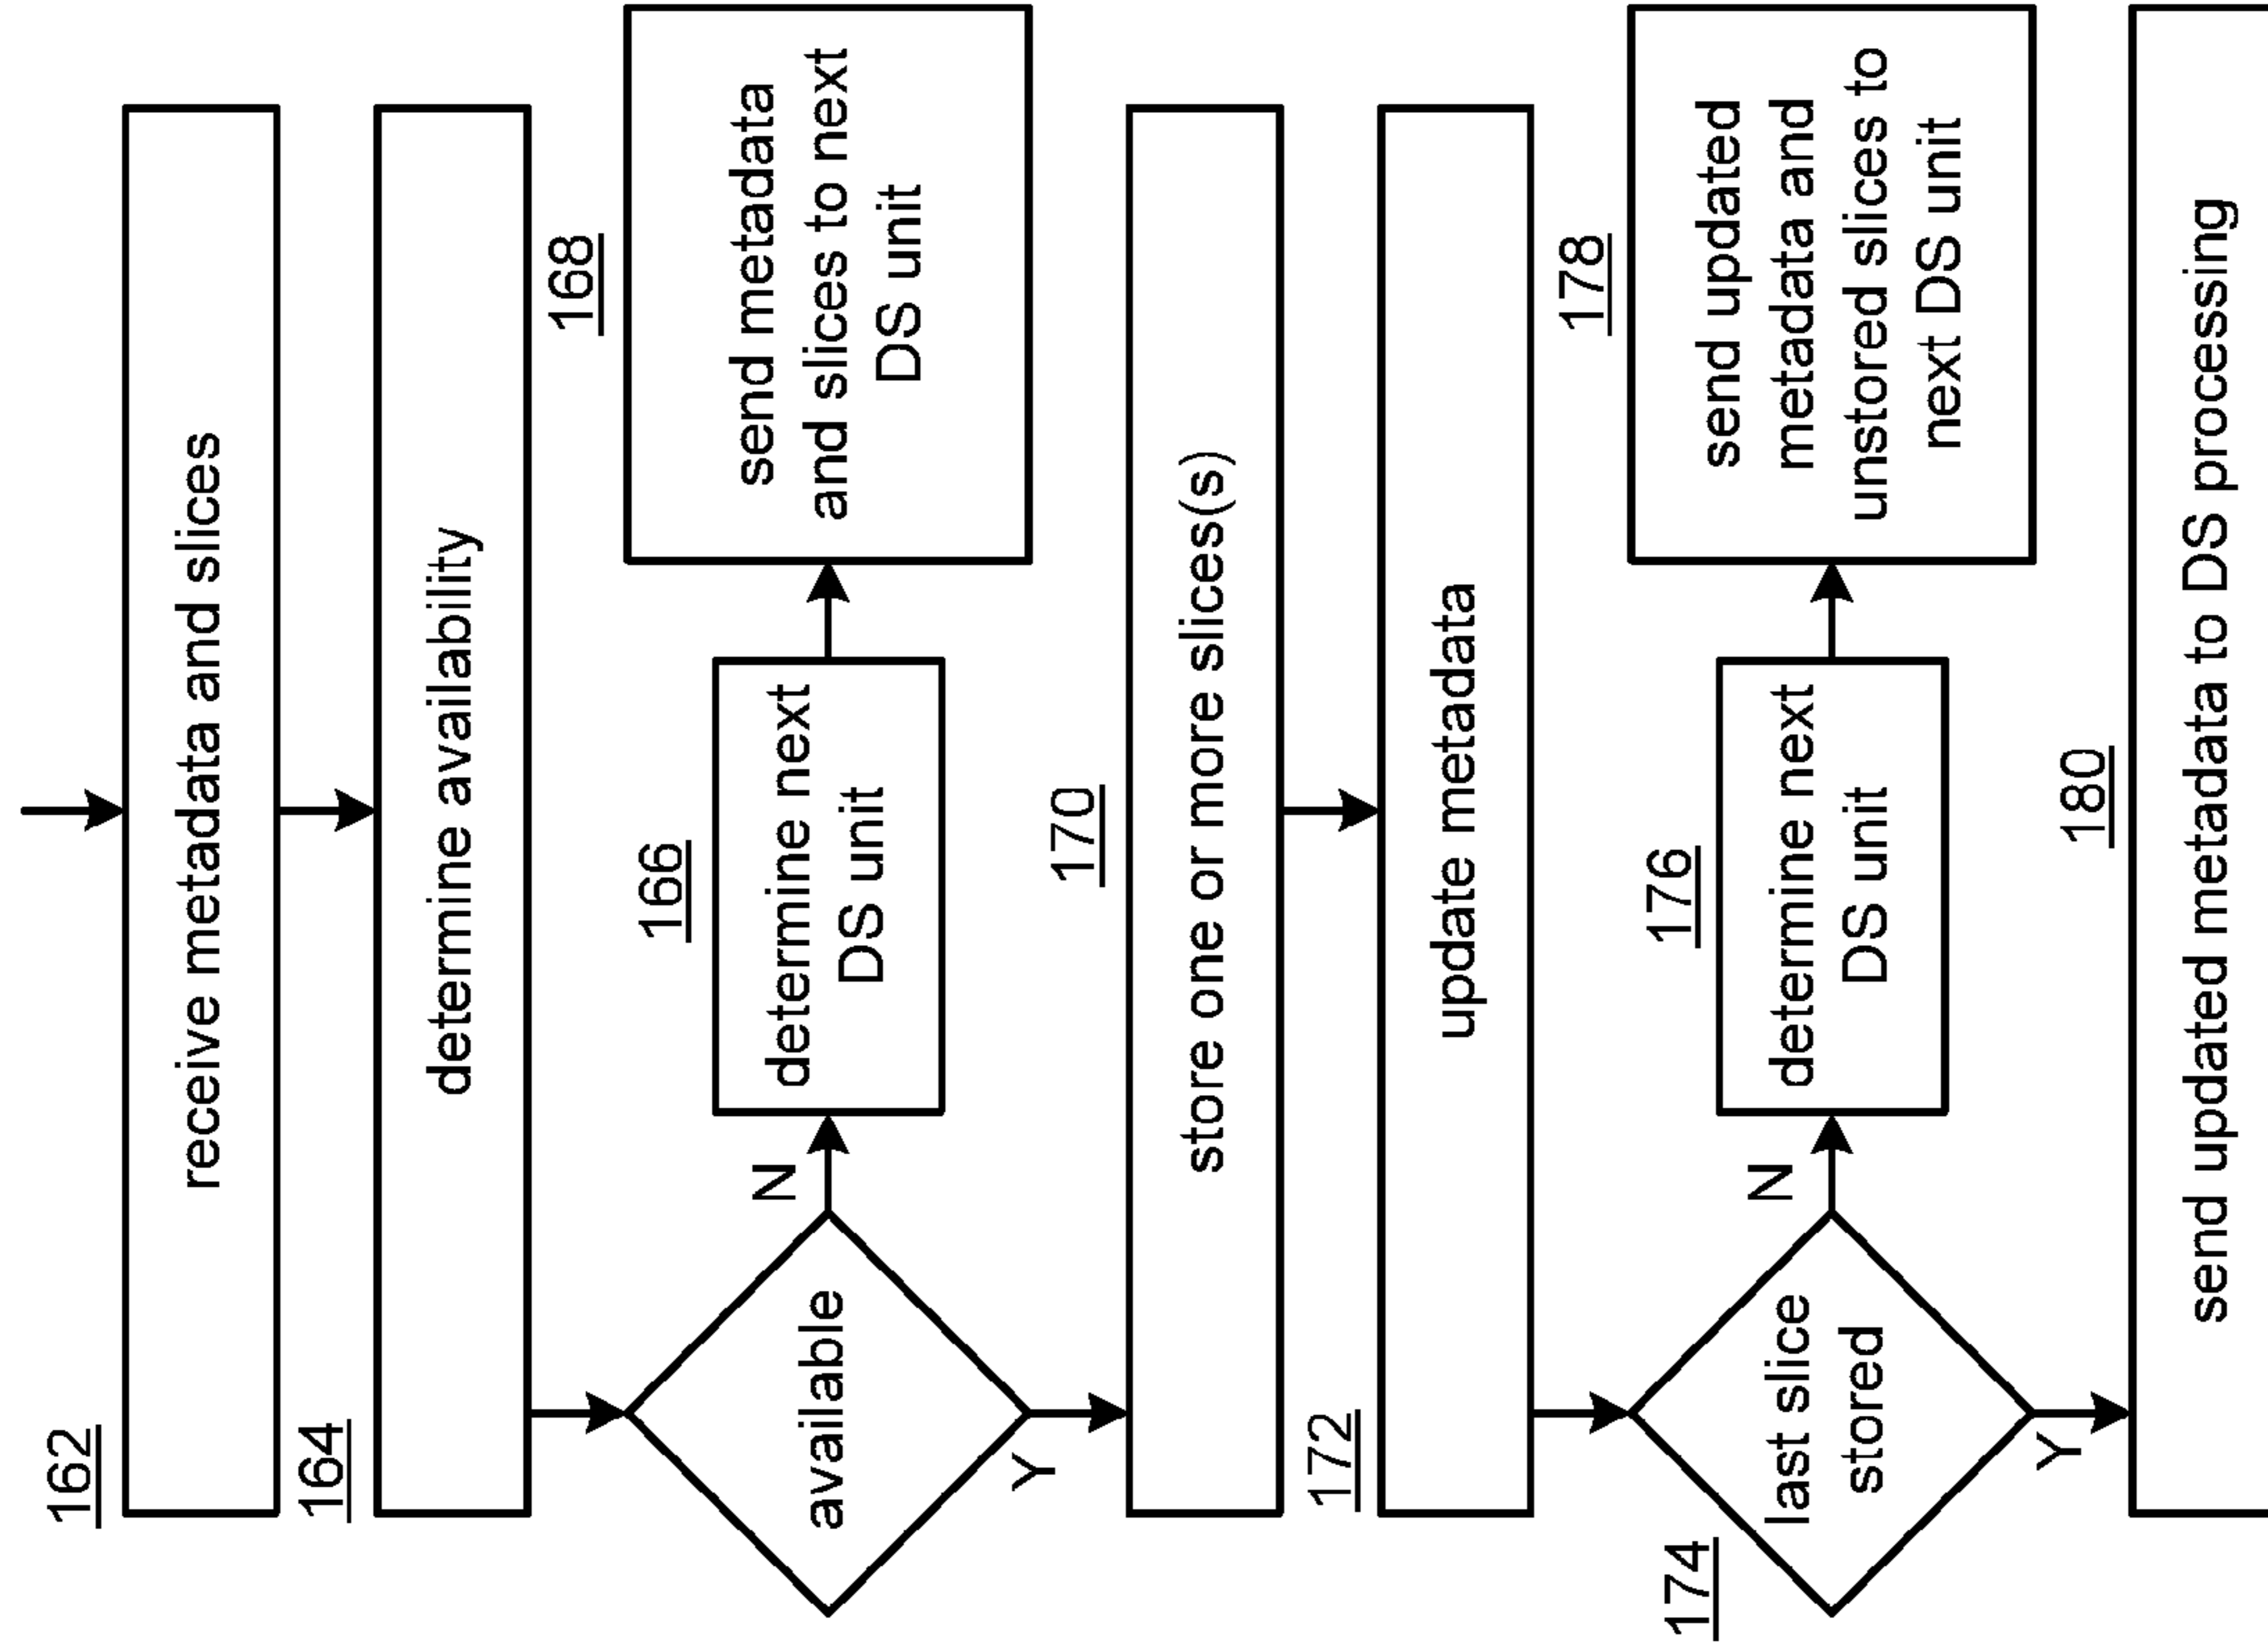 162
receive metadata and slices
164
determine availability
available
N
Y
166
determine next
DS unit
168
send metadata
and slices to next
DS unit
170
store one or more slices(s)
172
update metadata
174
last slice
stored
N
Y
176
determine next
DS unit
178
send updated
metadata and
unstored slices to
next DS unit
180
send updated metadata to DS processing